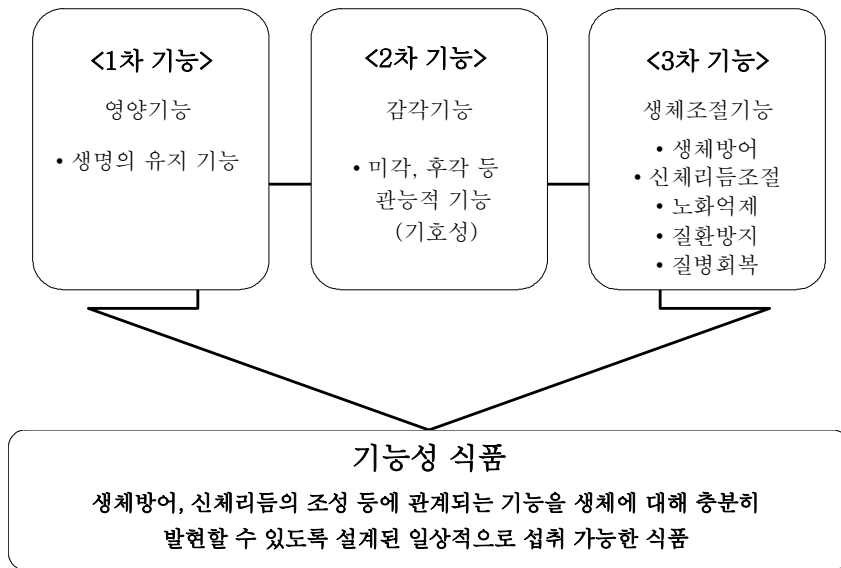 <1차 기능>
영양기능
• 생명의 유지 기능
<2차 기능>
감각기능
• 미각, 후각 등
관능적 기능
(기호성)
<3차 기능>
생체조절기능
• 생체방어
• 신체리듬조절
• 노화억제
• 질환방지
• 질병회복
기능성 식품
생체방어, 신체리듬의 조성 등에 관계되는 기능을 생체에 대해 충분히
발현할 수 있도록 설계된 일상적으로 섭취 가능한 식품